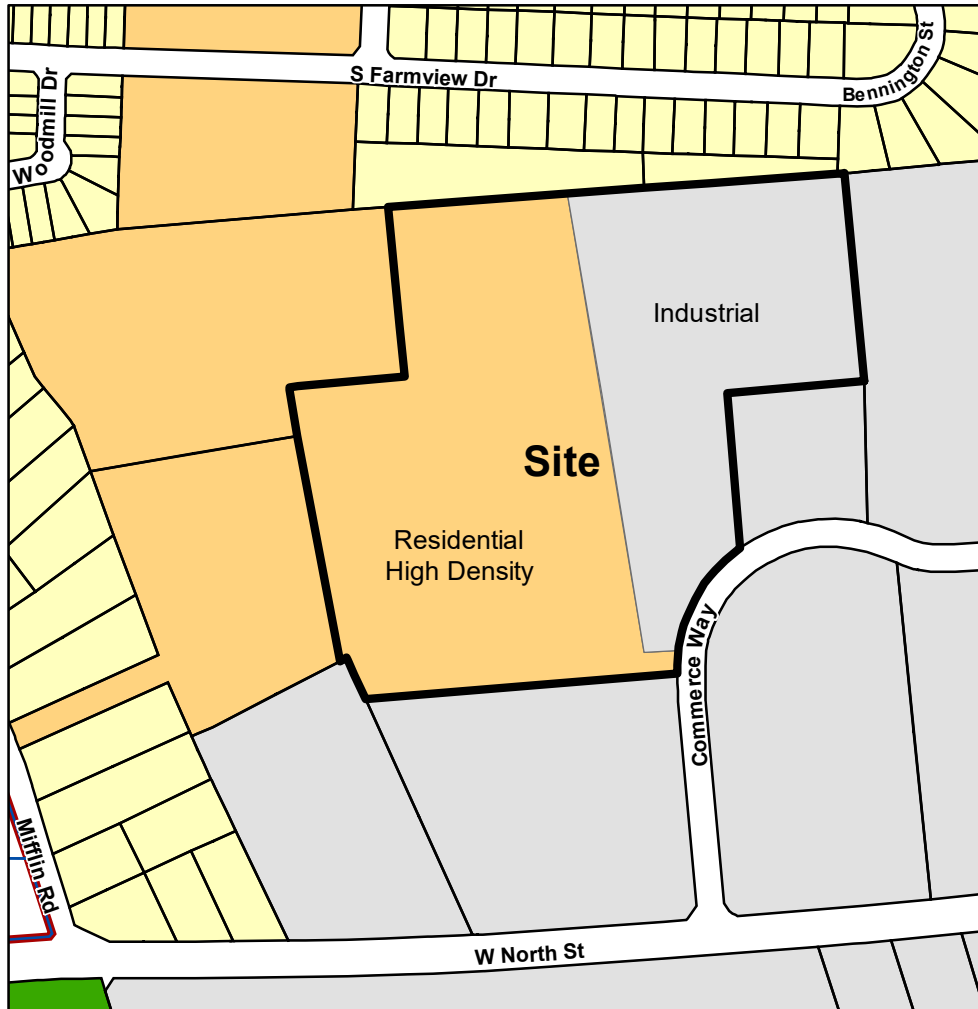 S Farmview Dr
Bennington St
Woodmill Dr
Industrial
Site
Residential
High Density
Commerce Way
Mifflin Rd
W North St